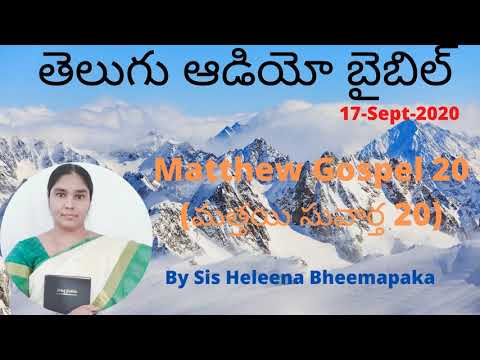 తెలుగు ఆడియో బైబిల్
17-Sept-2020
Matthew Gospel 20
(మత్తయి సువార్త 20)
By Sis Heleena Bheemapaka